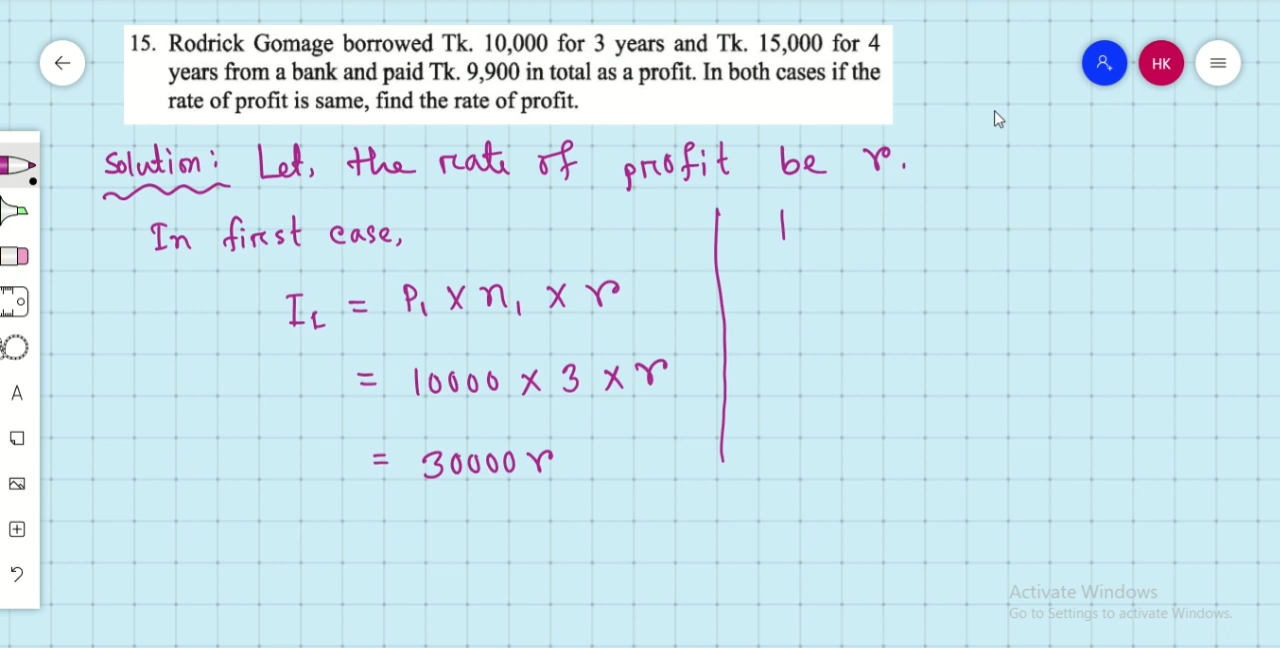 15. Rodrick Gomage borrowed Tk. 10,000 for 3 years and Tk. 15,000 for 4
years from a bank and paid Tk. 9,900 in total as a profit. In both cases if the
rate of profit is same, find the rate of profit.
HK
Solution: Let, the rate of profit be r.
In first case,
I₁ = P₁ × n₁ × r
= 10000 × 3 × r
= 30000 r
A
Activate Windows
Go to Settings to activate Windows.